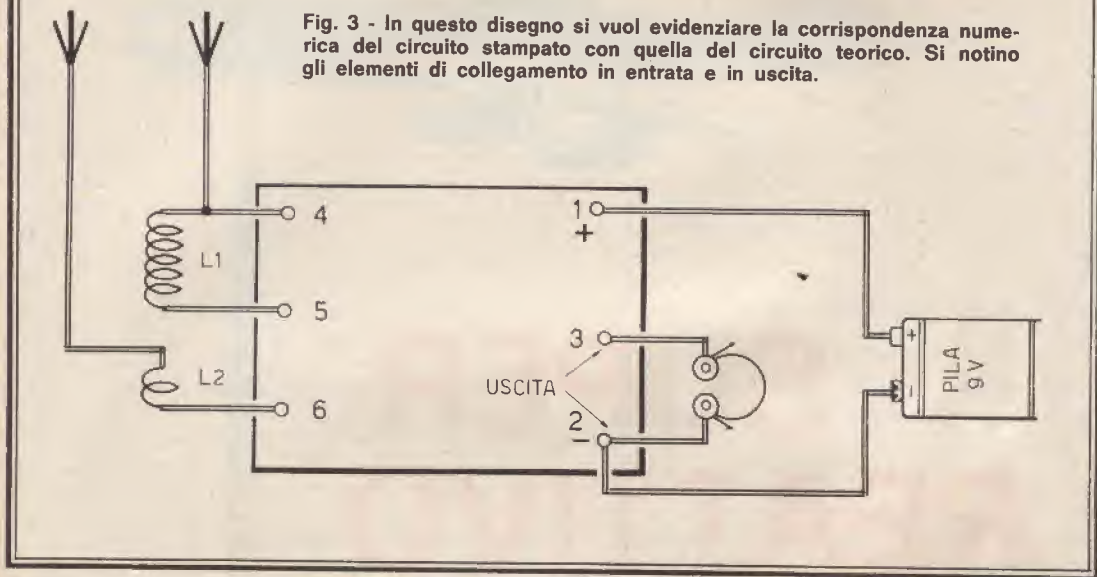 Fig. 3 - In questo disegno si vuol evidenziare la corrispondenza nume-
rica del circuito stampato con quella del circuito teorico. Si notino
gli elementi di collegamento in entrata e in uscita.
4
1
+
L1
5
3
+
PILA
9V
-
L2
USCITA
6
2
-